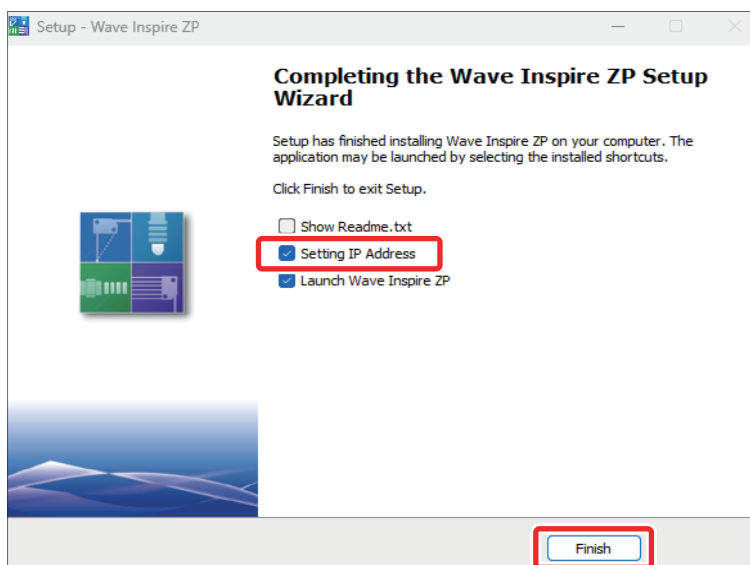 Setup - Wave Inspire ZP
Completing the Wave Inspire ZP Setup
Wizard
Setup has finished installing Wave Inspire ZP on your computer. The
application may be launched by selecting the installed shortcuts.
Click Finish to exit Setup.
Show Readme.txt
Setting IP Address
Launch Wave Inspire ZP
Finish